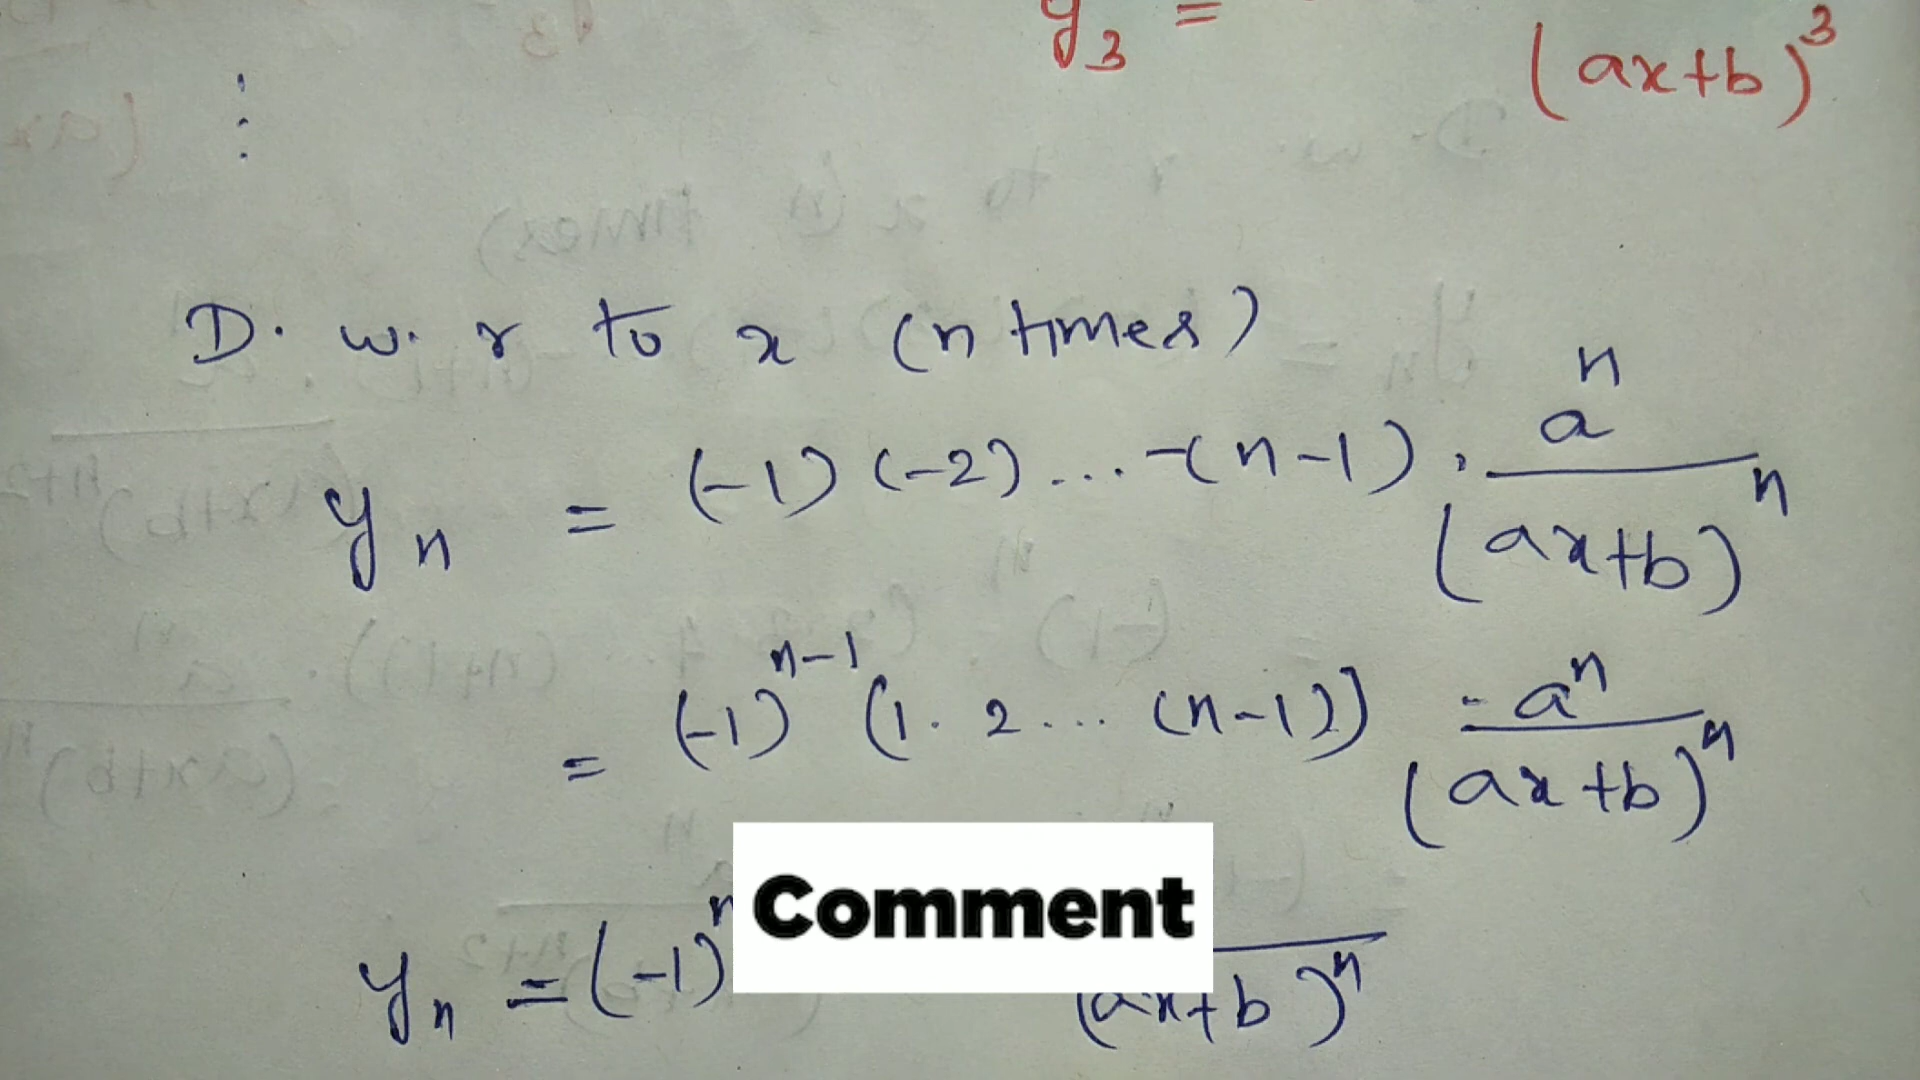 y₃ =
(ax+b)³
⋮
D. w. r to x (n times)
yₙ = (-1) (-2) ... -(n-1) . aⁿ / (ax+b)ⁿ
= (-1)ⁿ⁻¹ (1. 2 ... (n-1)) . aⁿ / (ax+b)ⁿ
Comment
yₙ = (-1)ⁿ / (ax+b)ⁿ